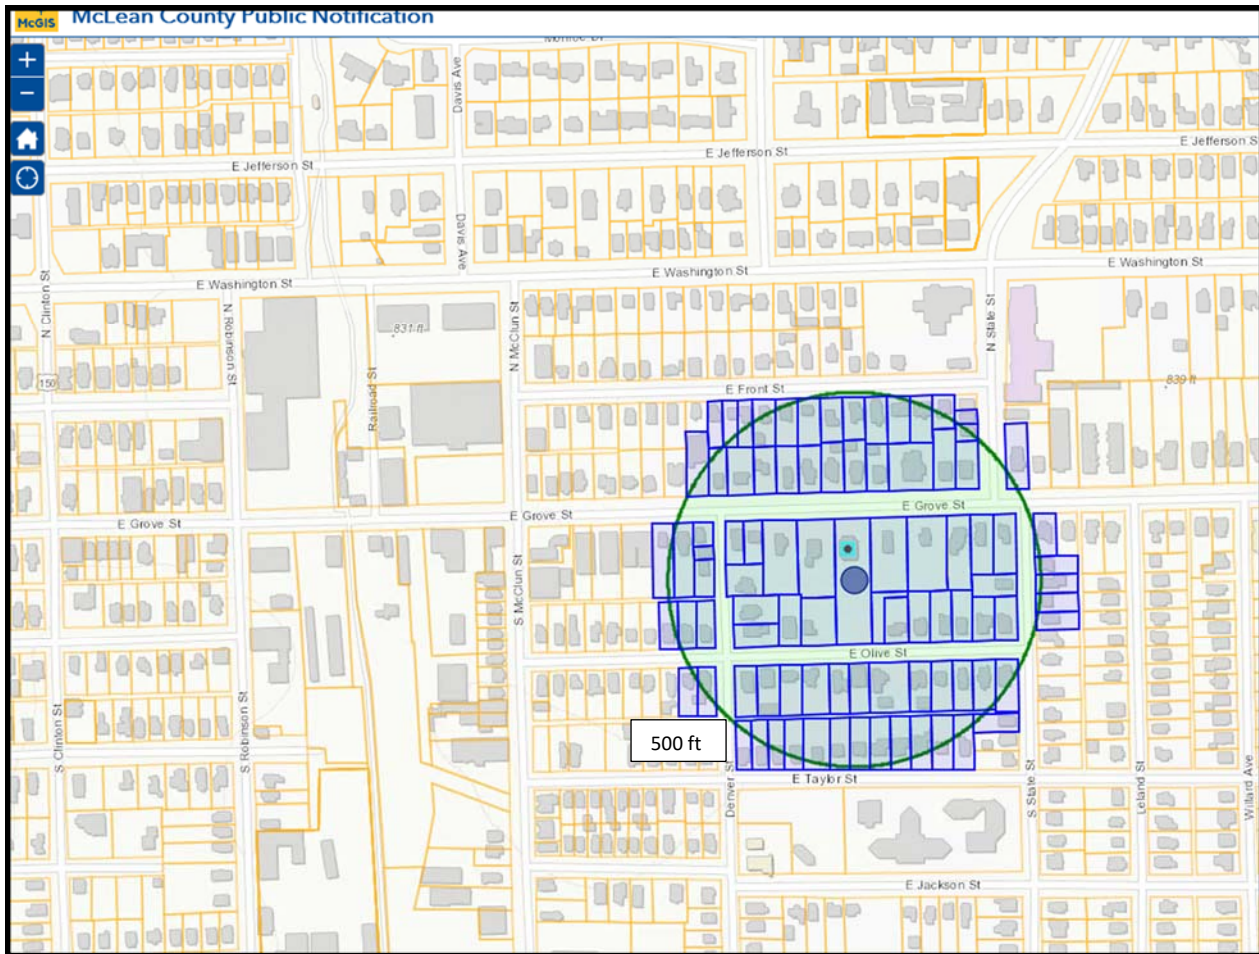 McGIS
McLean County Public Notification
+
−
Monroe Dr
Davis Ave
E Jefferson St
E Jefferson St
E Jefferson S
Davis Ave
E Washington St
E Washington St
E Washington St
N Clinton St
N Robinson St
831 ft
N McClun St
N State St
150
Railroad St
E Front St
839 ft
E Grove St
E Grove St
E Grove St
S McClun St
E Olive St
S Clinton St
S Robinson St
500 ft
E Taylor St
Denver S
S State St
Leland St
Willard Ave
E Jackson St